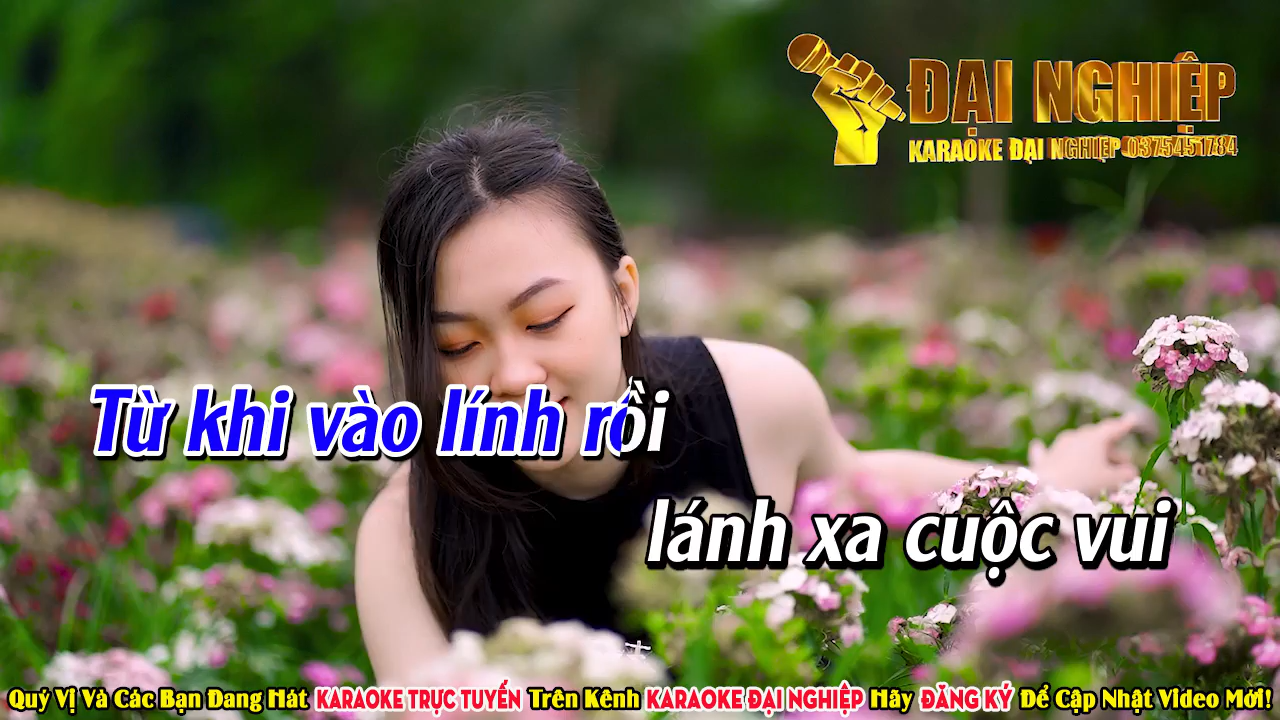 ĐẠI NGHIỆP
KARAOKE ĐẠI NGHIỆP 0375451784
Từ khi vào lính rồi
lánh xa cuộc vui
Quý Vị Và Các Bạn Đang Hát KARAOKE TRỰC TUYẾN Trên Kênh KARAOKE ĐẠI NGHIỆP Hãy ĐĂNG KÝ Để Cập Nhật Video Mới!